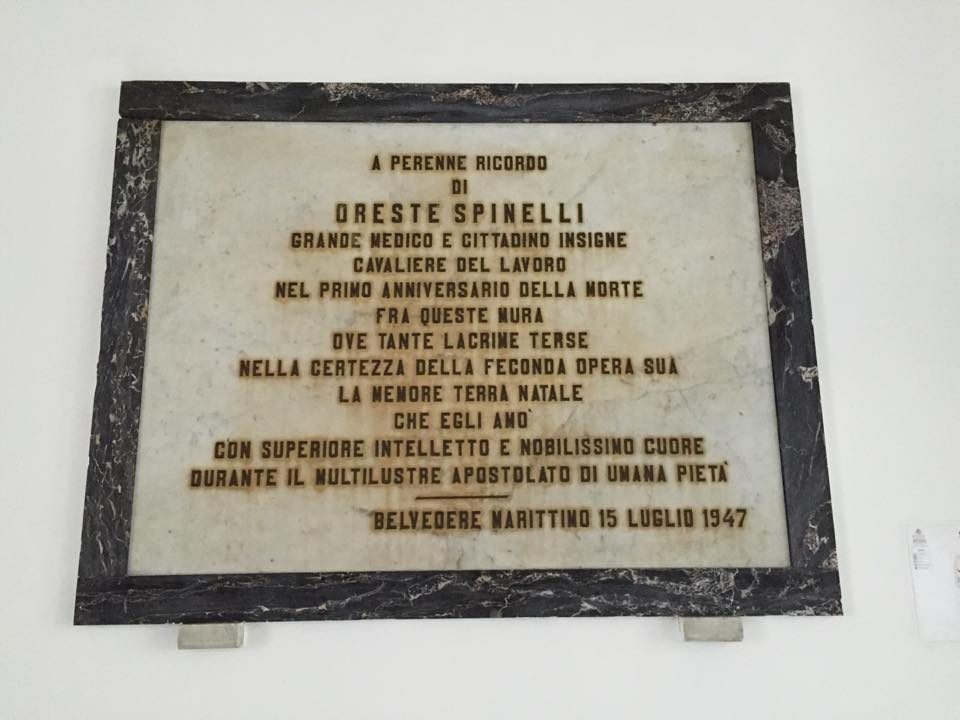 A PERENNE RICORDO
DI
ORESTE SPINELLI
GRANDE MEDICO E CITTADINO INSIGNE
CAVALIERE DEL LAVORO
NEL PRIMO ANNIVERSARIO DELLA MORTE
FRA QUESTE MURA
OVE TANTE LACRIME TERSE
NELLA CERTEZZA DELLA FECONDA OPERA SUA
LA MEMORE TERRA NATALE
CHE EGLI AMO'
CON SUPERIORE INTELLETTO E NOBILISSIMO CUORE
DURANTE IL MULTILUSTRE APOSTOLATO DI UMANA PIETA'
BELVEDERE MARITTIMO 15 LUGLIO 1947